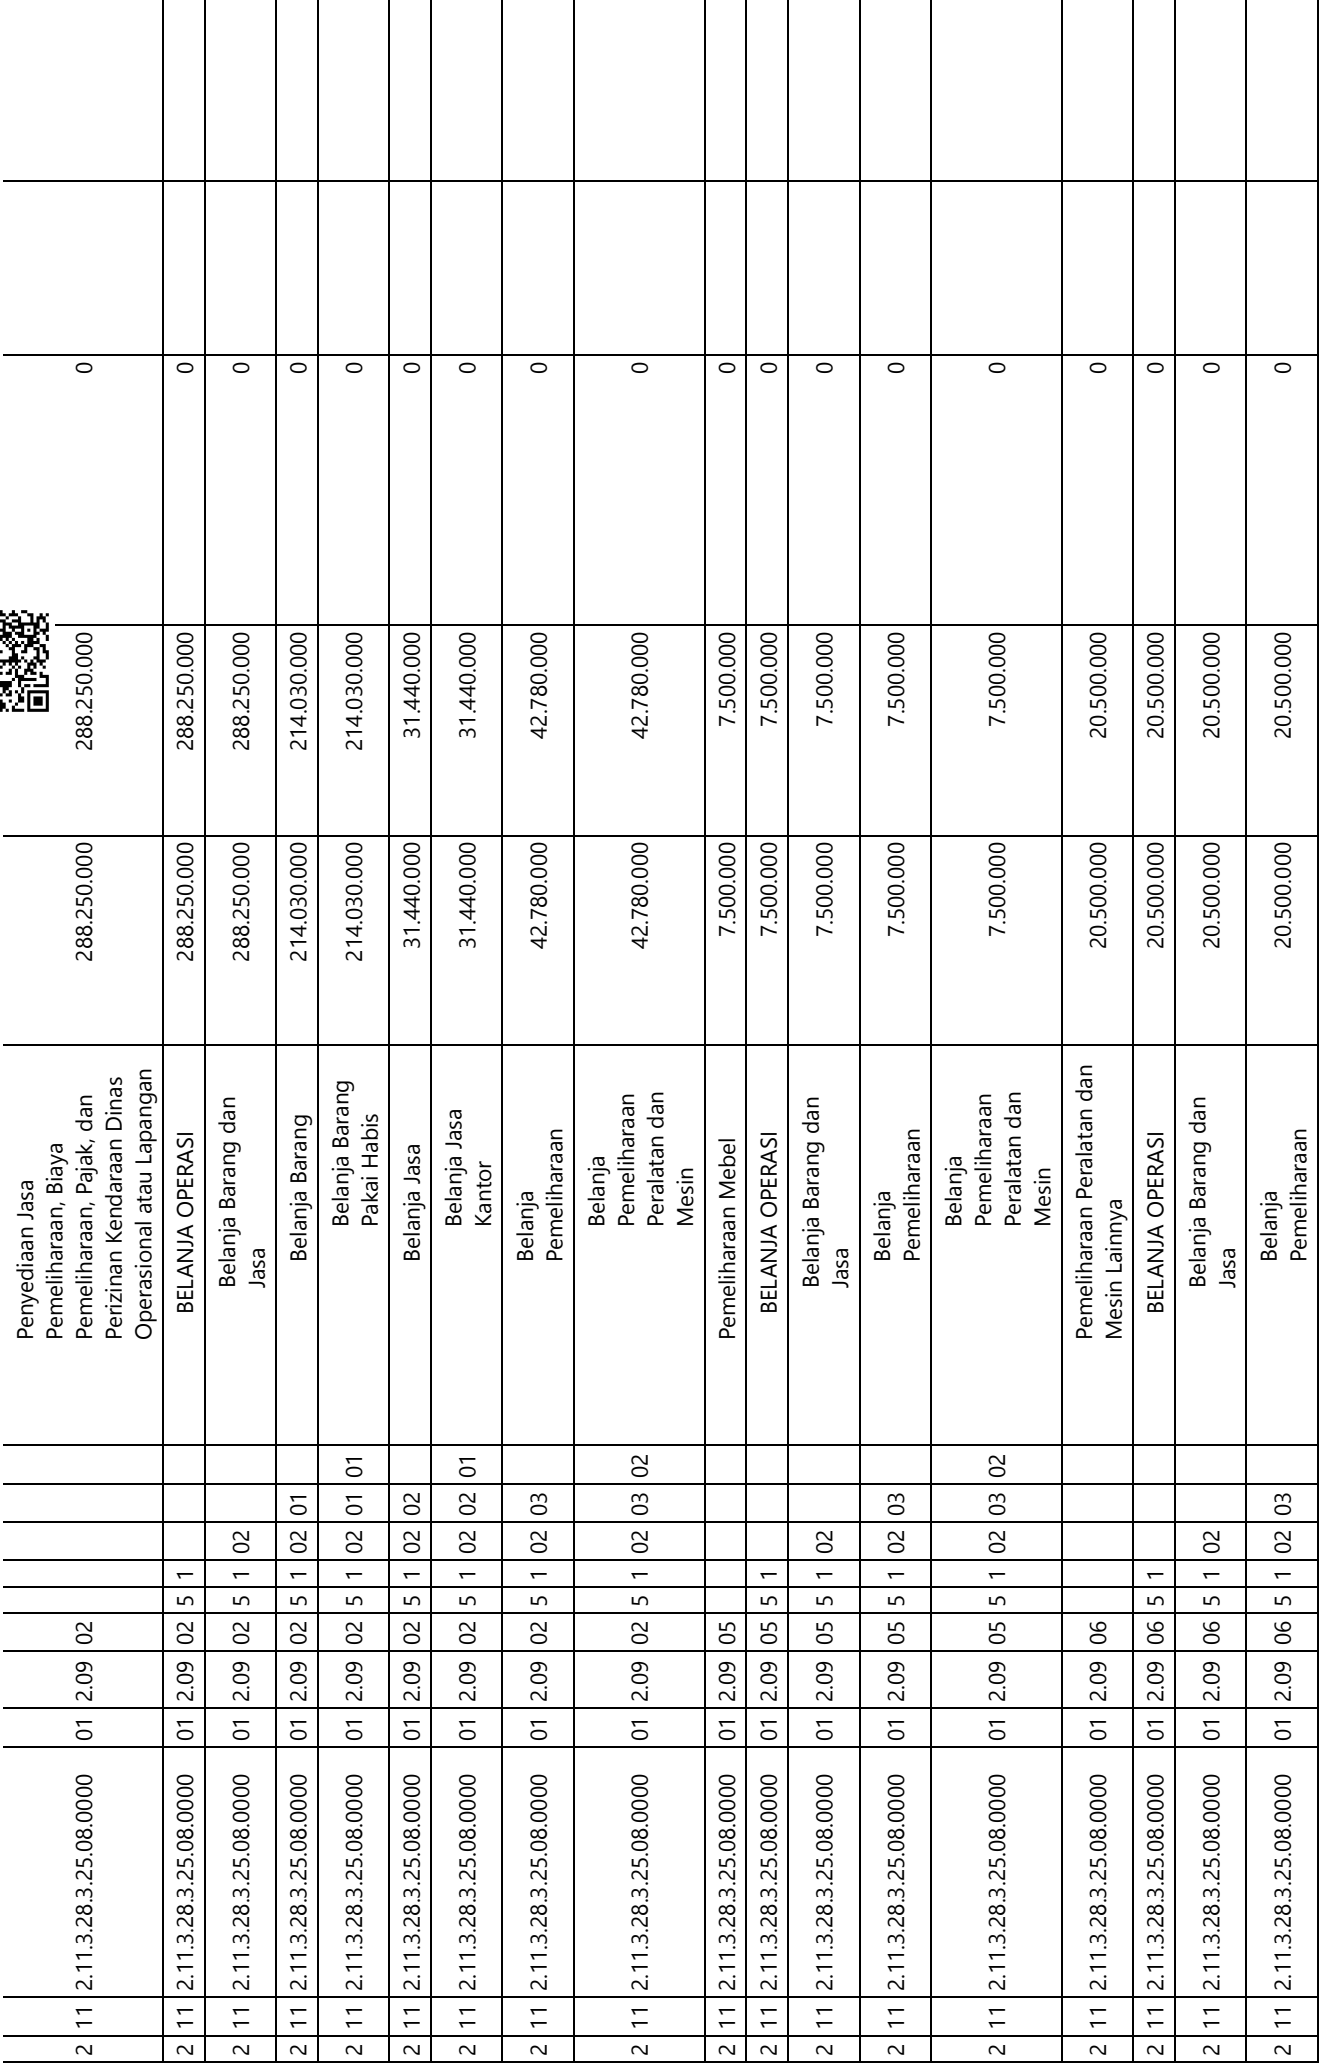 2 11 2.11.3.28.3.25.08.0000 01 2.09 02 Penyediaan Jasa
Pemeliharaan, Biaya
Pemeliharaan, Pajak, dan
Perizinan Kendaraan Dinas
Operasional atau Lapangan 288.250.000 288.250.000 0
2 11 2.11.3.28.3.25.08.0000 01 2.09 02 5 1 BELANJA OPERASI 288.250.000 288.250.000 0
2 11 2.11.3.28.3.25.08.0000 01 2.09 02 5 1 02 Belanja Barang dan
Jasa 288.250.000 288.250.000 0
2 11 2.11.3.28.3.25.08.0000 01 2.09 02 5 1 02 01 Belanja Barang 214.030.000 214.030.000 0
2 11 2.11.3.28.3.25.08.0000 01 2.09 02 5 1 02 01 01 Belanja Barang
Pakai Habis 214.030.000 214.030.000 0
2 11 2.11.3.28.3.25.08.0000 01 2.09 02 5 1 02 02 Belanja Jasa 31.440.000 31.440.000 0
2 11 2.11.3.28.3.25.08.0000 01 2.09 02 5 1 02 02 01 Belanja Jasa
Kantor 31.440.000 31.440.000 0
2 11 2.11.3.28.3.25.08.0000 01 2.09 02 5 1 02 03 Belanja
Pemeliharaan 42.780.000 42.780.000 0
2 11 2.11.3.28.3.25.08.0000 01 2.09 02 5 1 02 03 02 Belanja
Pemeliharaan
Peralatan dan
Mesin 42.780.000 42.780.000 0
2 11 2.11.3.28.3.25.08.0000 01 2.09 05 Pemeliharaan Mebel 7.500.000 7.500.000 0
2 11 2.11.3.28.3.25.08.0000 01 2.09 05 5 1 BELANJA OPERASI 7.500.000 7.500.000 0
2 11 2.11.3.28.3.25.08.0000 01 2.09 05 5 1 02 Belanja Barang dan
Jasa 7.500.000 7.500.000 0
2 11 2.11.3.28.3.25.08.0000 01 2.09 05 5 1 02 03 Belanja
Pemeliharaan 7.500.000 7.500.000 0
2 11 2.11.3.28.3.25.08.0000 01 2.09 05 5 1 02 03 02 Belanja
Pemeliharaan
Peralatan dan
Mesin 7.500.000 7.500.000 0
2 11 2.11.3.28.3.25.08.0000 01 2.09 06 Pemeliharaan Peralatan dan
Mesin Lainnya 20.500.000 20.500.000 0
2 11 2.11.3.28.3.25.08.0000 01 2.09 06 5 1 BELANJA OPERASI 20.500.000 20.500.000 0
2 11 2.11.3.28.3.25.08.0000 01 2.09 06 5 1 02 Belanja Barang dan
Jasa 20.500.000 20.500.000 0
2 11 2.11.3.28.3.25.08.0000 01 2.09 06 5 1 02 03 Belanja
Pemeliharaan 20.500.000 20.500.000 0